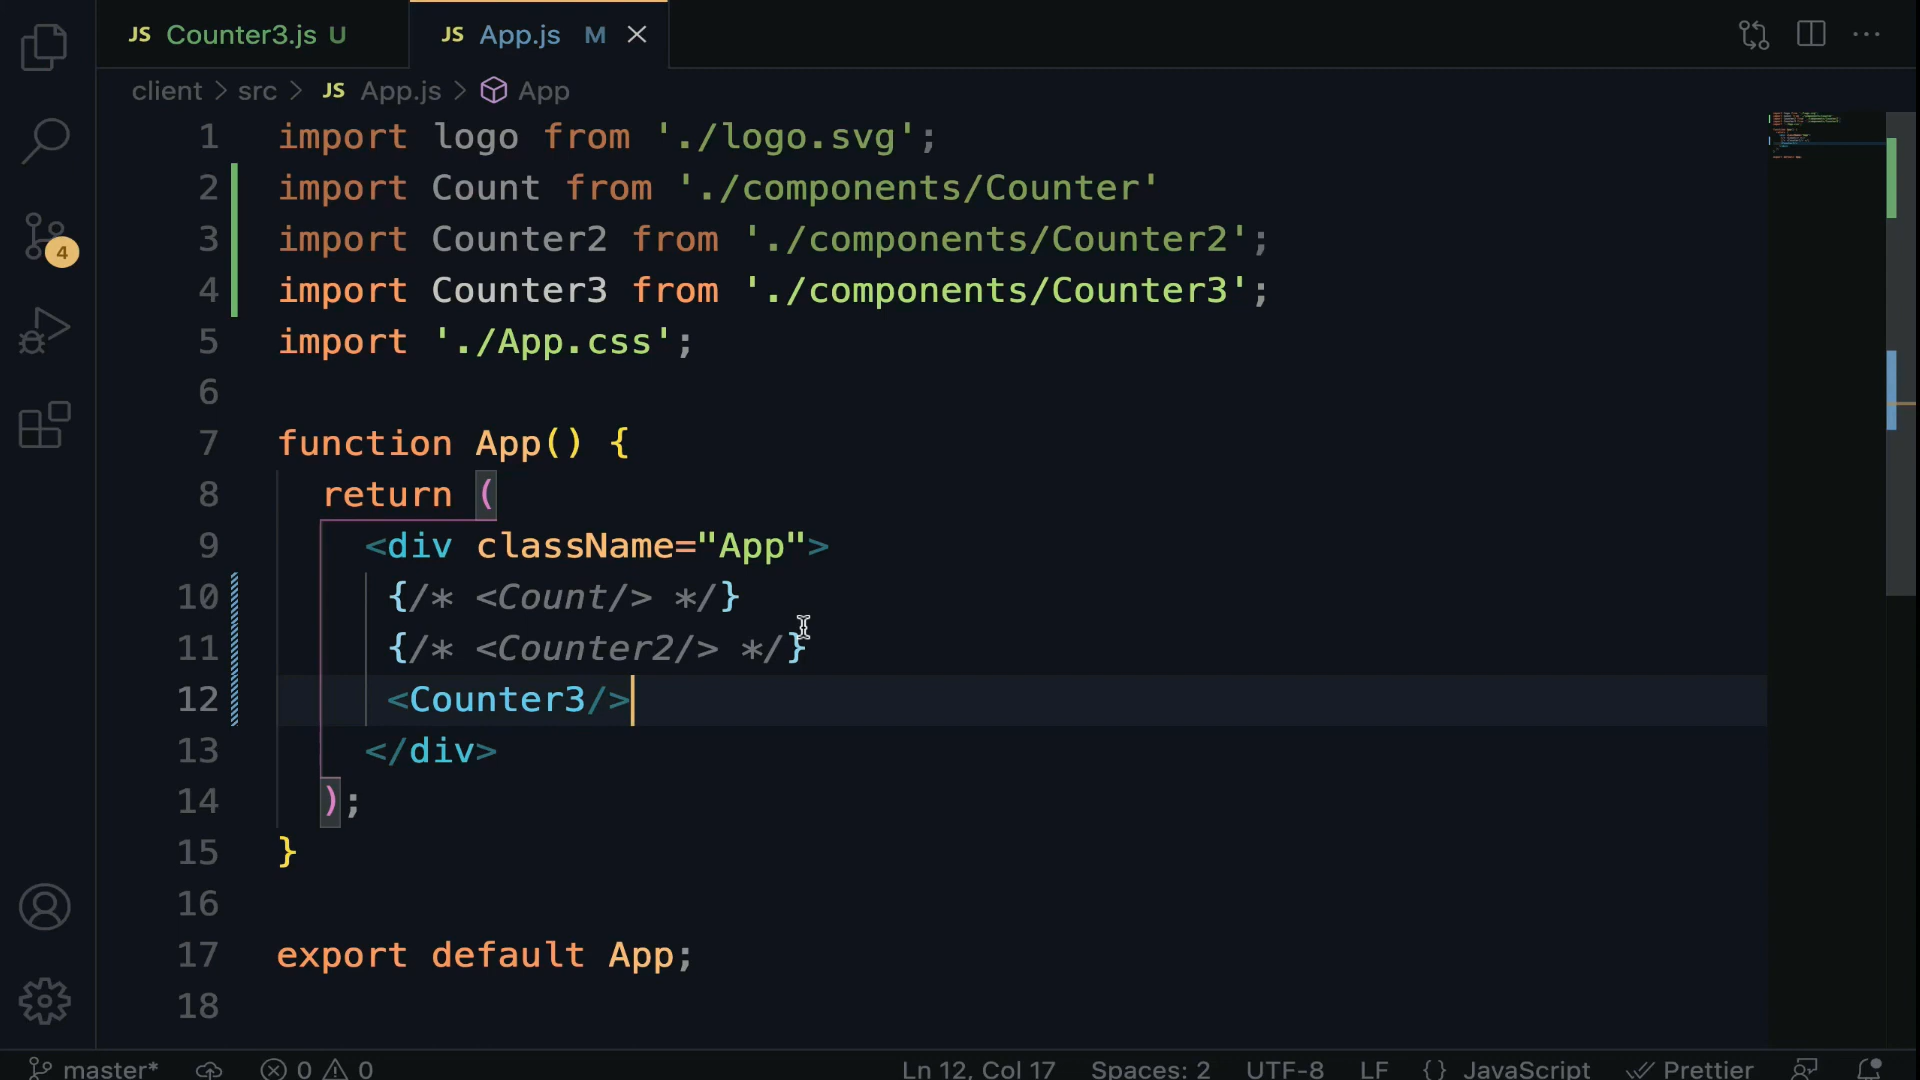 JS Counter3.js U JS App.js M
client > src > JS App.js > App
1 import logo from './logo.svg';
2 import Count from './components/Counter'
3 import Counter2 from './components/Counter2';
4 import Counter3 from './components/Counter3';
5 import './App.css';
6
7 function App() {
8 return (
9 <div className="App">
10 {/* <Count/> */}
11 {/* <Counter2/> */}
12 <Counter3/>
13 </div>
14 );
15 }
16
17 export default App;
18
4
master* 0 0 Ln 12, Col 17 Spaces: 2 UTF-8 LF {} JavaScript Prettier